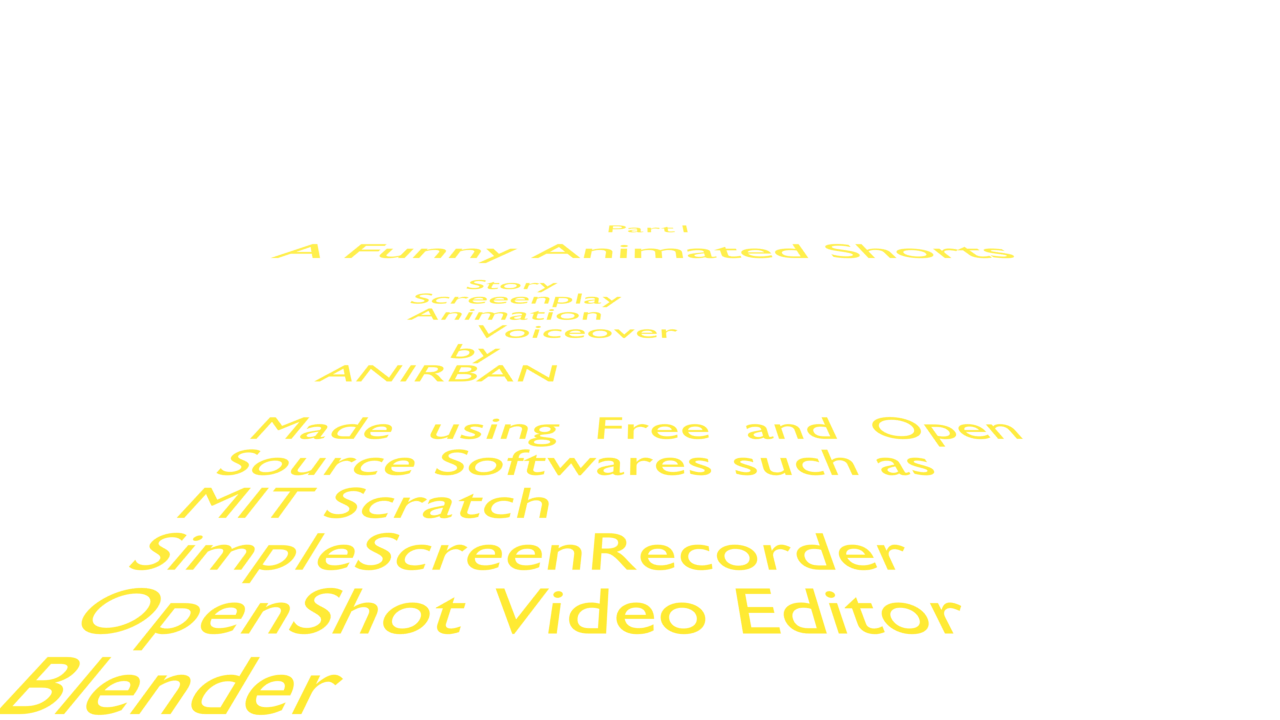 Part1
A Funny Animated Shorts
Story
Screeenplay
Animation
Voiceover
by
ANIRBAN
Made using Free and Open
Source Softwares such as
MIT Scratch
SimpleScreenRecorder
OpenShot Video Editor
Blender